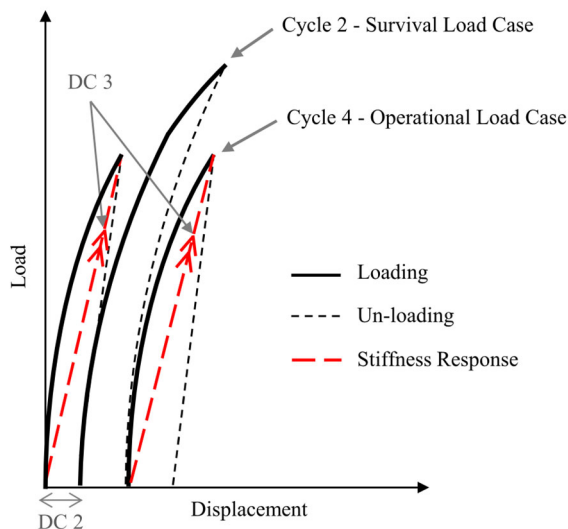 Cycle 2 - Survival Load Case
DC 3
Cycle 4 - Operational Load Case
Load
Loading
Un-loading
Stiffness Response
Displacement
DC 2